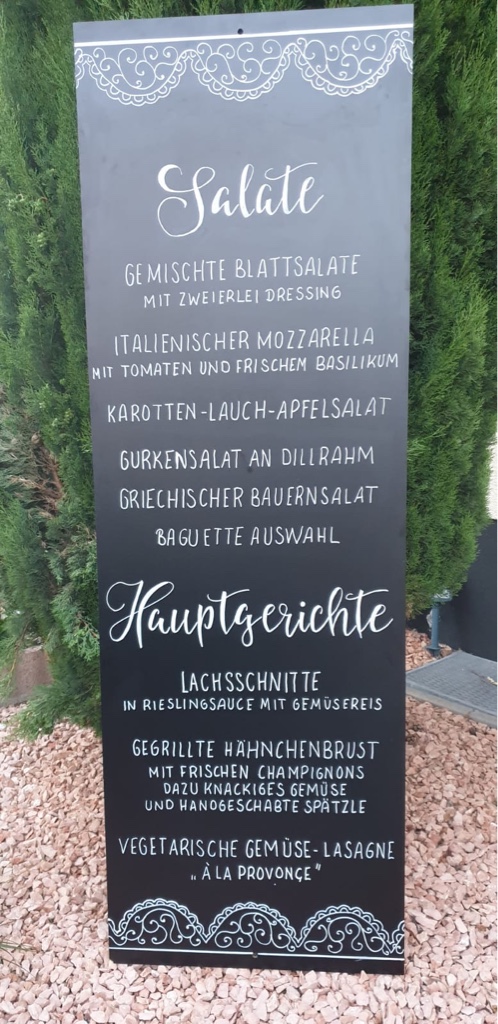 Salate
GEMISCHTE BLATTSALATE
MIT ZWEIERLEI DRESSING
ITALIENISCHER MOZZARELLA
MIT TOMATEN UND FRISCHEM BASILIKUM
KAROTTEN-LAUCH-APFELSALAT
GURKENSALAT AN DILLRAHM
GRIECHISCHER BAUERNSALAT
BAGUETTE AUSWAHL
Hauptgerichte
LACHSSCHNITTE
IN RIESLINGSAUCE MIT GEMÜSEREIS
GEGRILLTE HÄHNCHENBRUST
MIT FRISCHEN CHAMPIGNONS
DAZU KNACKIGES GEMÜSE
UND HANDGESCHABTE SPÄTZLE
VEGETARISCHE GEMÜSE-LASAGNE
„À LA PROVONÇE"